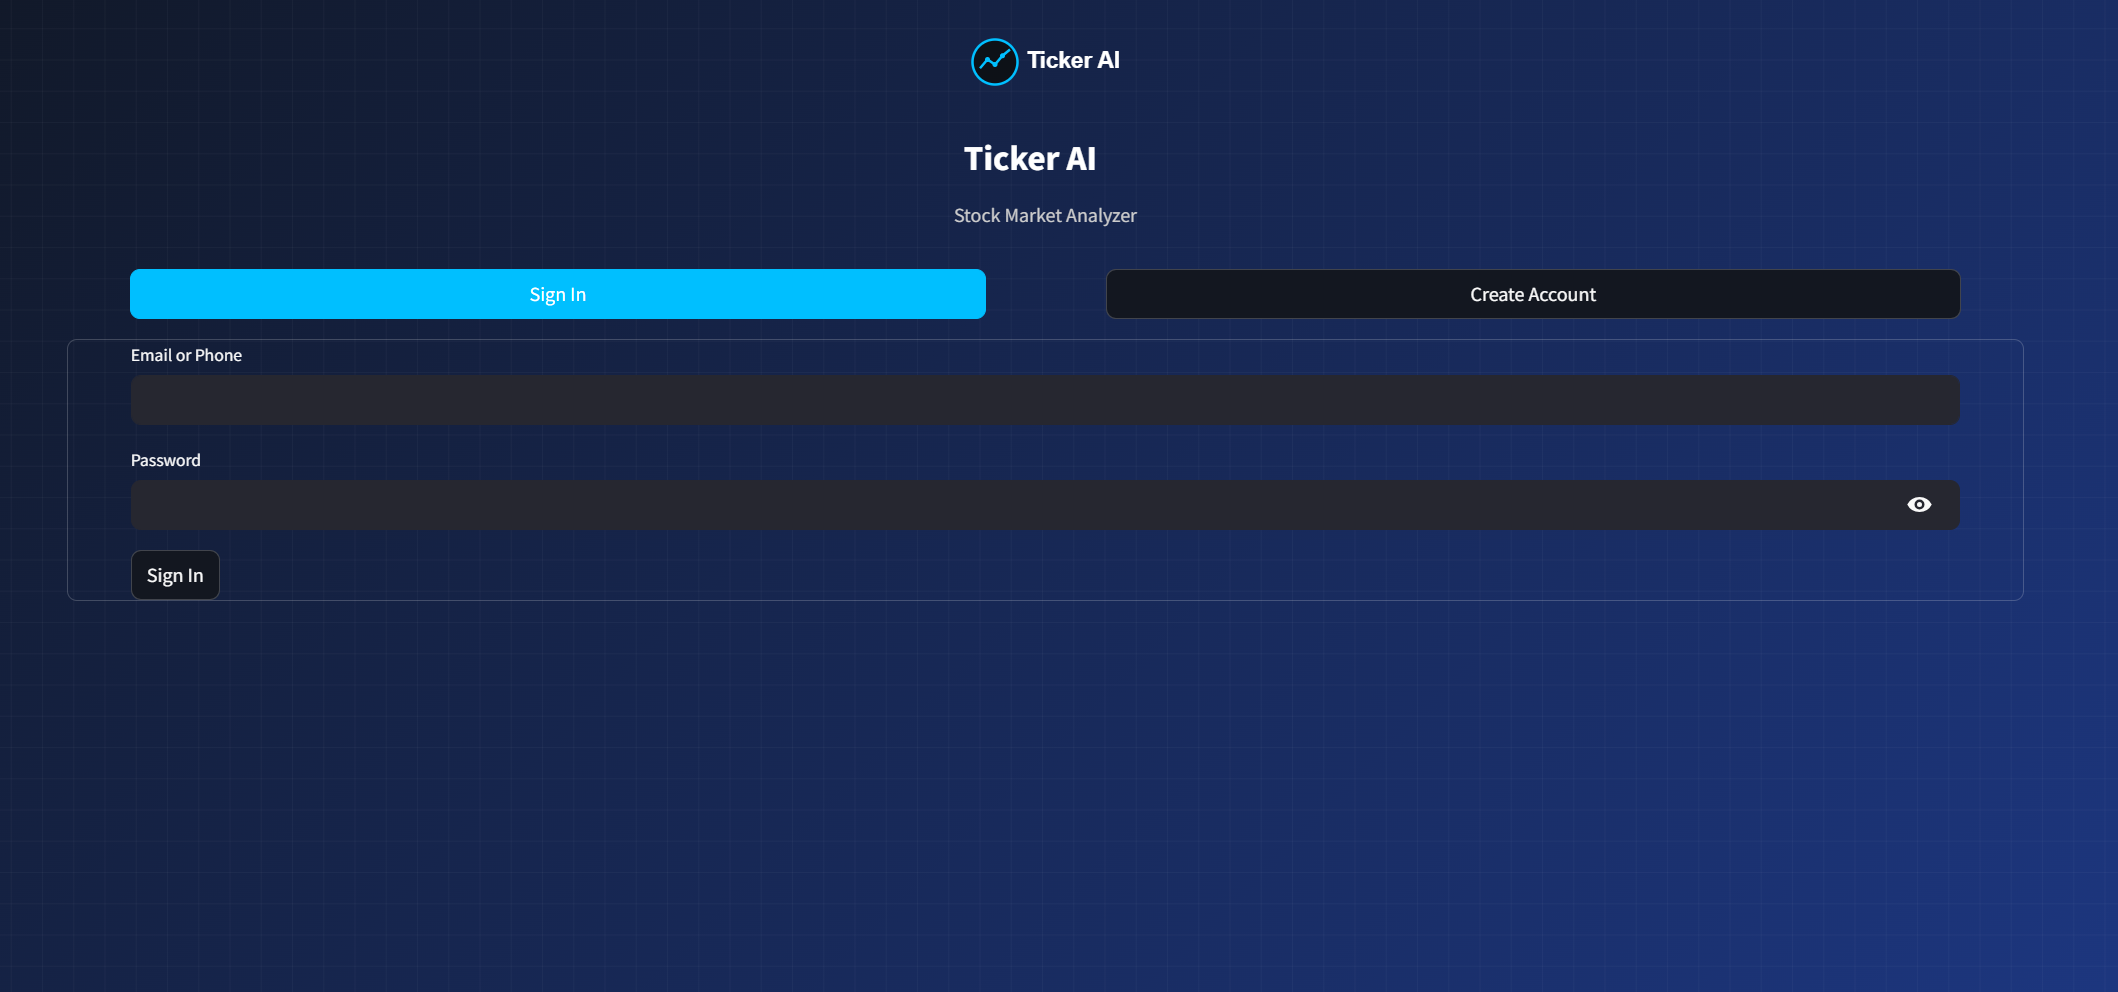 Ticker AI
Ticker AI
Stock Market Analyzer
Sign In
Create Account
Email or Phone
Password
Sign In